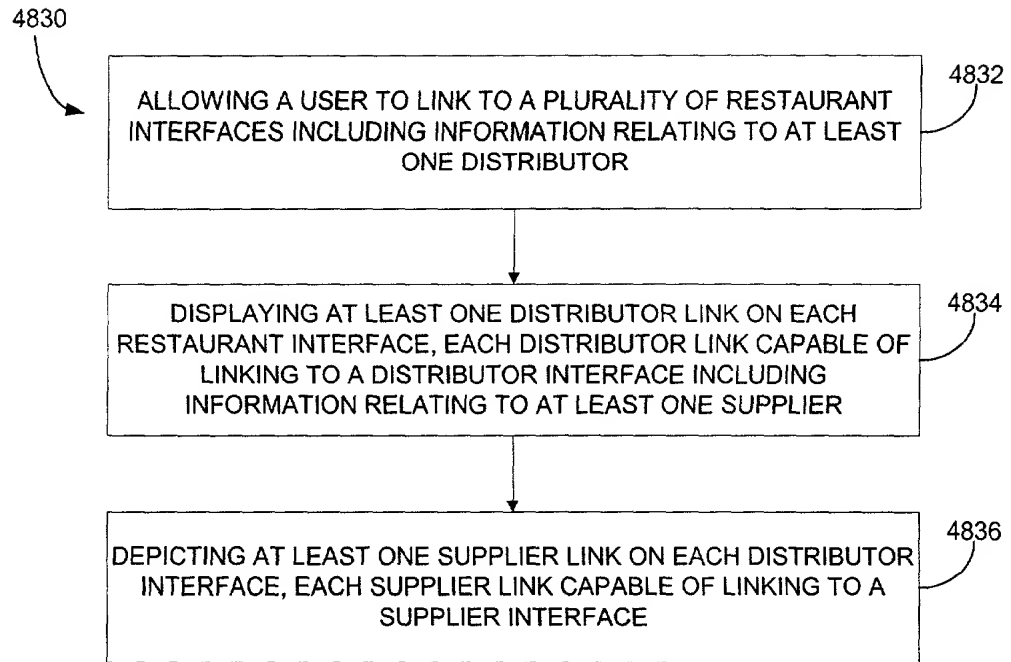 4830
4832
ALLOWING A USER TO LINK TO A PLURALITY OF RESTAURANT
INTERFACES INCLUDING INFORMATION RELATING TO AT LEAST
ONE DISTRIBUTOR
4834
DISPLAYING AT LEAST ONE DISTRIBUTOR LINK ON EACH
RESTAURANT INTERFACE, EACH DISTRIBUTOR LINK CAPABLE OF
LINKING TO A DISTRIBUTOR INTERFACE INCLUDING
INFORMATION RELATING TO AT LEAST ONE SUPPLIER
4836
DEPICTING AT LEAST ONE SUPPLIER LINK ON EACH DISTRIBUTOR
INTERFACE, EACH SUPPLIER LINK CAPABLE OF LINKING TO A
SUPPLIER INTERFACE